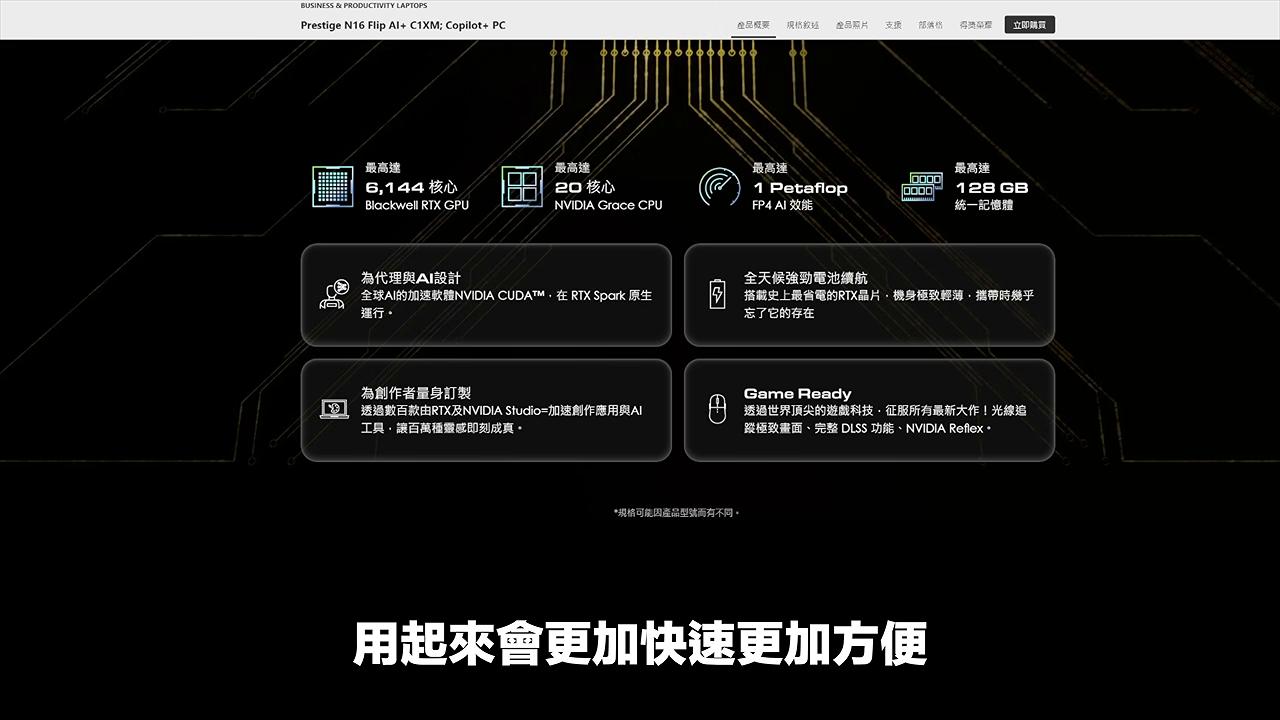 BUSINESS & PRODUCTIVITY LAPTOPS
Prestige N16 Flip AI+ C1XM; Copilot+ PC
產品概要 規格敘述 產品照片 支援 部落格 得獎榮耀 立即購買
最高達
6,144 核心
Blackwell RTX GPU
最高達
20 核心
NVIDIA Grace CPU
最高達
1 Petaflop
FP4 AI 效能
最高達
128 GB
統一記憶體
為代理與AI設計
全球AI的加速軟體NVIDIA CUDA™，在 RTX Spark 原生
運行。
全天候強勁電池續航
搭載史上最省電的RTX晶片，機身極致輕薄，攜帶時幾乎
忘了它的存在
為創作者量身訂製
透過數百款由RTX及NVIDIA Studio=加速創作應用與AI
工具，讓百萬種靈感即刻成真。
Game Ready
透過世界頂尖的遊戲科技，征服所有最新大作！光線追
蹤極致畫面、完整 DLSS 功能、NVIDIA Reflex。
*規格可能因產品型號而有不同。
用起來會更加快速更加方便